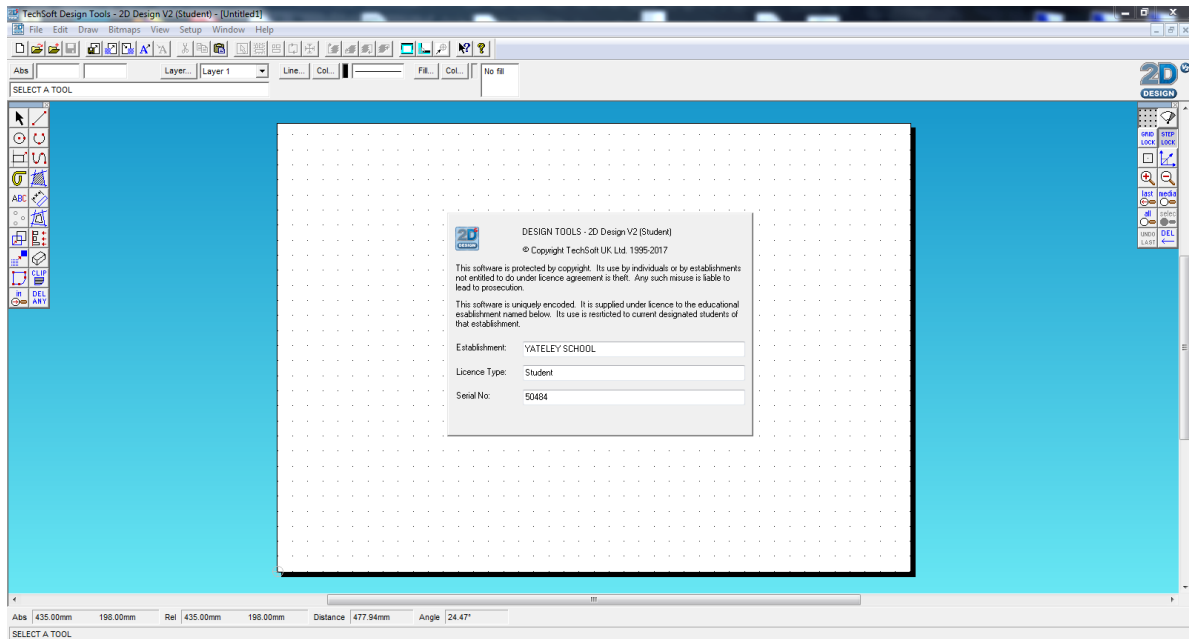 TechSoft Design Tools - 2D Design V2 (Student) - [Untitled1]
File Edit Draw Bitmaps View Setup Window Help
Abs Layer... Layer 1 Line... Col... Fill... Col... No fill
2D V2
DESIGN
SELECT A TOOL
GRID LOCK STEP LOCK
ABC
last media
all selec
UNDO LAST DEL
CLIP
in DEL ANY
2D
DESIGN
DESIGN TOOLS - 2D Design V2 (Student)
© Copyright TechSoft UK Ltd. 1995-2017
This software is protected by copyright. Its use by individuals or by establishments
not entitled to do under licence agreement is theft. Any such misuse is liable to
lead to prosecution.
This software is uniquely encoded. It is supplied under licence to the educational
esablishment named below. Its use is resrticted to current designated students of
that establishment.
Establishment: YATELEY SCHOOL
Licence Type: Student
Serial No: 50484
Abs 435.00mm 198.00mm Rel 435.00mm 198.00mm Distance 477.94mm Angle 24.47°
SELECT A TOOL